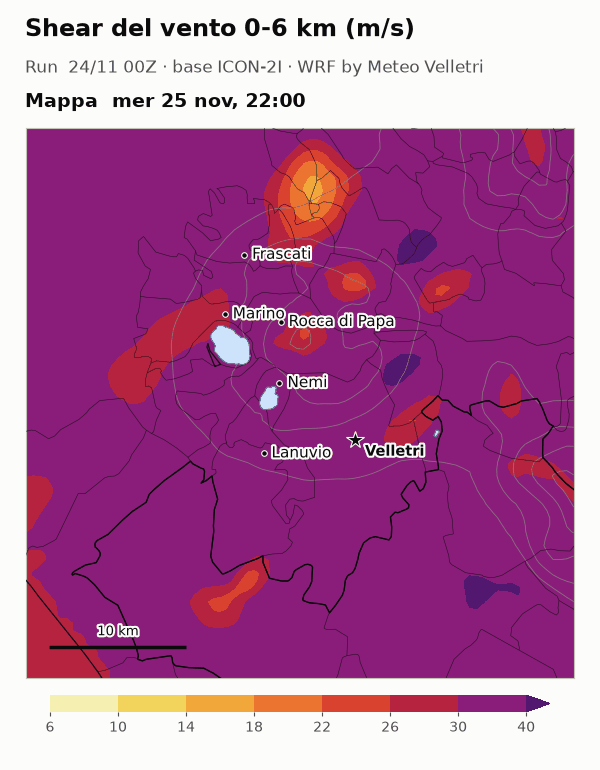 Shear del vento 0-6 km (m/s)
Run  24/11 00Z · base ICON-2I · WRF by Meteo Velletri
Mappa  mer 25 nov, 22:00
Frascati
Marino
Rocca di Papa
Nemi
Velletri
Lanuvio
10 km
6 10 14 18 22 26 30 40